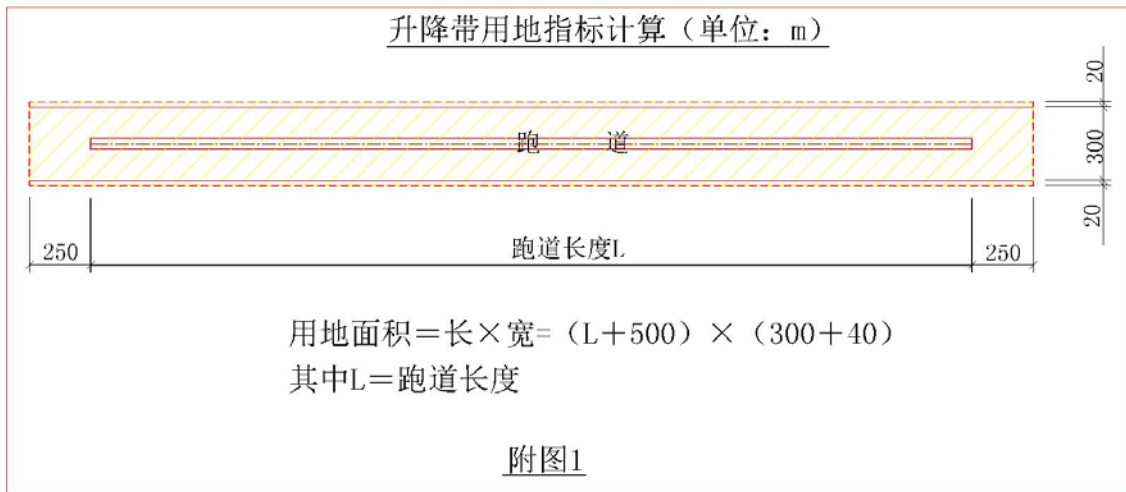 升降带用地指标计算（单位：m）
20
跑 道
300
20
250
跑道长度L
250
用地面积＝长×宽=（L+500）×（300+40）
其中L＝跑道长度
附图1